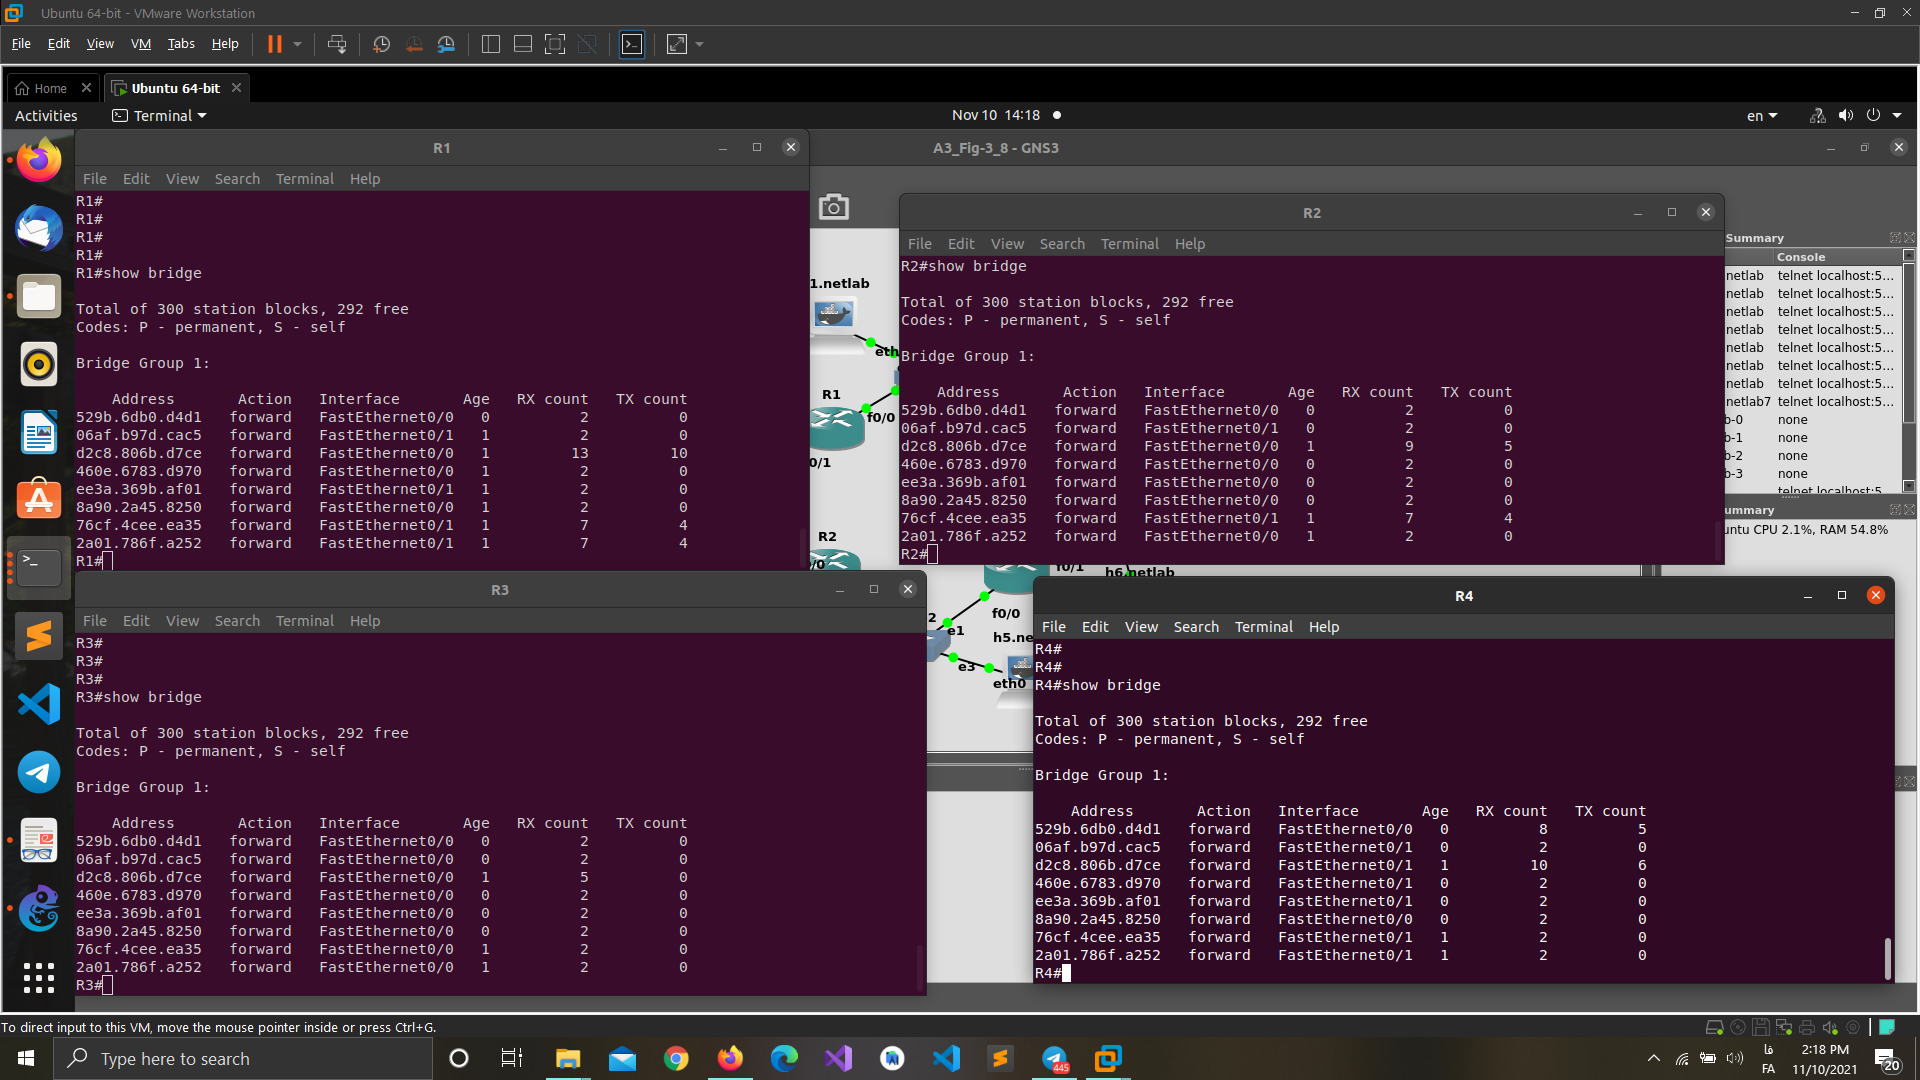 Ubuntu 64-bit - VMware Workstation
File Edit View VM Tabs Help
Home
Ubuntu 64-bit
Activities Terminal Nov 10 14:18 en
R1
File Edit View Search Terminal Help
R1#
R1#
R1#
R1#
R1#show bridge
Total of 300 station blocks, 292 free
Codes: P - permanent, S - self
Bridge Group 1:
Address Action Interface Age RX count TX count
529b.6db0.d4d1 forward FastEthernet0/0 0 2 0
06af.b97d.cac5 forward FastEthernet0/1 1 2 0
d2c8.806b.d7ce forward FastEthernet0/0 1 13 10
460e.6783.d970 forward FastEthernet0/1 1 2 0
ee3a.369b.af01 forward FastEthernet0/1 1 2 0
8a90.2a45.8250 forward FastEthernet0/0 1 2 0
76cf.4cee.ea35 forward FastEthernet0/1 1 7 4
2a01.786f.a252 forward FastEthernet0/1 1 7 4
R1#
A3_Fig-3_8 - GNS3
1.netlab
eth
R1
f0/0
0/1
R2
/0
R2
File Edit View Search Terminal Help
R2#show bridge
Total of 300 station blocks, 292 free
Codes: P - permanent, S - self
Bridge Group 1:
Address Action Interface Age RX count TX count
529b.6db0.d4d1 forward FastEthernet0/0 0 2 0
06af.b97d.cac5 forward FastEthernet0/1 0 2 0
d2c8.806b.d7ce forward FastEthernet0/0 1 9 5
460e.6783.d970 forward FastEthernet0/0 0 2 0
ee3a.369b.af01 forward FastEthernet0/0 0 2 0
8a90.2a45.8250 forward FastEthernet0/0 0 2 0
76cf.4cee.ea35 forward FastEthernet0/1 1 7 4
2a01.786f.a252 forward FastEthernet0/0 1 2 0
R2#
Summary
Console
netlab telnet localhost:5...
netlab telnet localhost:5...
netlab telnet localhost:5...
netlab telnet localhost:5...
netlab telnet localhost:5...
netlab telnet localhost:5...
netlab telnet localhost:5...
netlab7 telnet localhost:5...
b-0 none
b-1 none
b-2 none
b-3 none
telnet localhost:5
ummary
untu CPU 2.1%, RAM 54.8%
f0/1
h6.netlab
f0/0
2
e1
h5.ne
e3
eth0
R3
File Edit View Search Terminal Help
R3#
R3#
R3#
R3#show bridge
Total of 300 station blocks, 292 free
Codes: P - permanent, S - self
Bridge Group 1:
Address Action Interface Age RX count TX count
529b.6db0.d4d1 forward FastEthernet0/0 0 2 0
06af.b97d.cac5 forward FastEthernet0/0 0 2 0
d2c8.806b.d7ce forward FastEthernet0/0 1 5 0
460e.6783.d970 forward FastEthernet0/0 0 2 0
ee3a.369b.af01 forward FastEthernet0/0 0 2 0
8a90.2a45.8250 forward FastEthernet0/0 0 2 0
76cf.4cee.ea35 forward FastEthernet0/0 1 2 0
2a01.786f.a252 forward FastEthernet0/0 1 2 0
R3#
R4
File Edit View Search Terminal Help
R4#
R4#
R4#show bridge
Total of 300 station blocks, 292 free
Codes: P - permanent, S - self
Bridge Group 1:
Address Action Interface Age RX count TX count
529b.6db0.d4d1 forward FastEthernet0/0 0 8 5
06af.b97d.cac5 forward FastEthernet0/1 0 2 0
d2c8.806b.d7ce forward FastEthernet0/1 1 10 6
460e.6783.d970 forward FastEthernet0/1 0 2 0
ee3a.369b.af01 forward FastEthernet0/1 0 2 0
8a90.2a45.8250 forward FastEthernet0/0 0 2 0
76cf.4cee.ea35 forward FastEthernet0/1 1 2 0
2a01.786f.a252 forward FastEthernet0/1 1 2 0
R4#
To direct input to this VM, move the mouse pointer inside or press Ctrl+G.
Type here to search
445
فا
FA
2:18 PM
11/10/2021
20